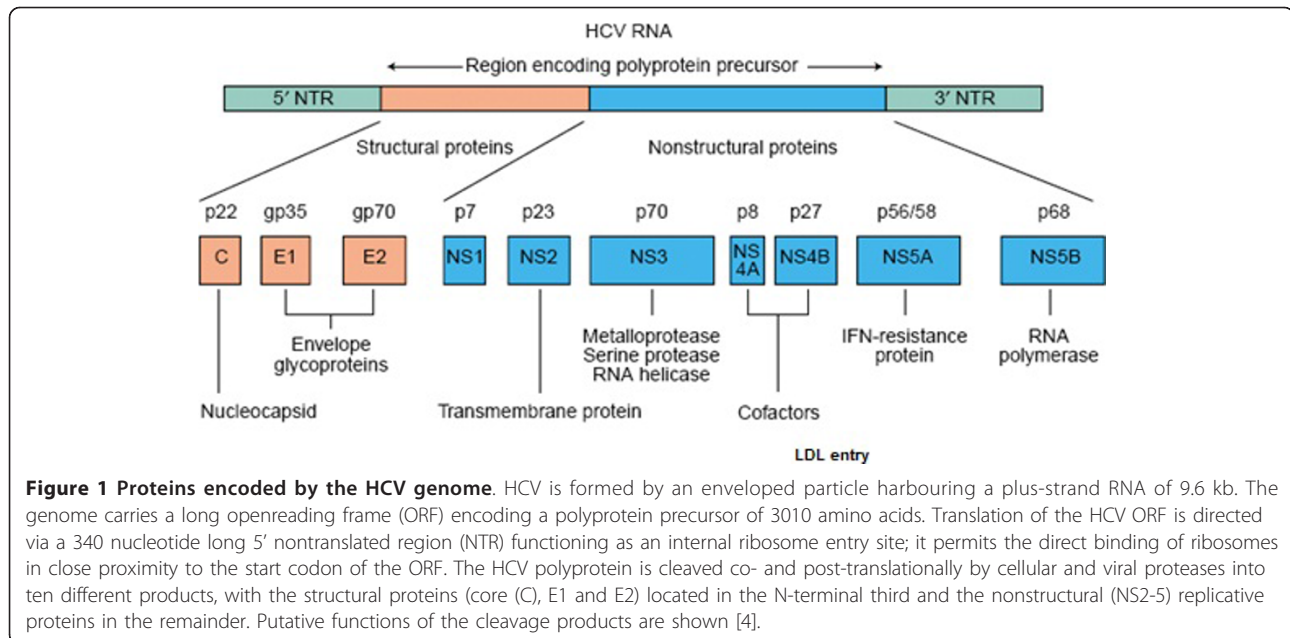 HCV RNA
Region encoding polyprotein precursor
5' NTR
3' NTR
Structural proteins
Nonstructural proteins
p22 gp35 gp70 p7 p23 p70 p8 p27 p56/58 p68
C E1 E2 NS1 NS2 NS3 NS 4A NS4B NS5A NS5B
Envelope
glycoproteins
Metalloprotease
Serine protease
RNA helicase
IFN-resistance
protein
RNA
polymerase
Nucleocapsid
Transmembrane protein
Cofactors
LDL entry
Figure 1 Proteins encoded by the HCV genome. HCV is formed by an enveloped particle harbouring a plus-strand RNA of 9.6 kb. The
genome carries a long openreading frame (ORF) encoding a polyprotein precursor of 3010 amino acids. Translation of the HCV ORF is directed
via a 340 nucleotide long 5' nontranslated region (NTR) functioning as an internal ribosome entry site; it permits the direct binding of ribosomes
in close proximity to the start codon of the ORF. The HCV polyprotein is cleaved co- and post-translationally by cellular and viral proteases into
ten different products, with the structural proteins (core (C), E1 and E2) located in the N-terminal third and the nonstructural (NS2-5) replicative
proteins in the remainder. Putative functions of the cleavage products are shown [4].